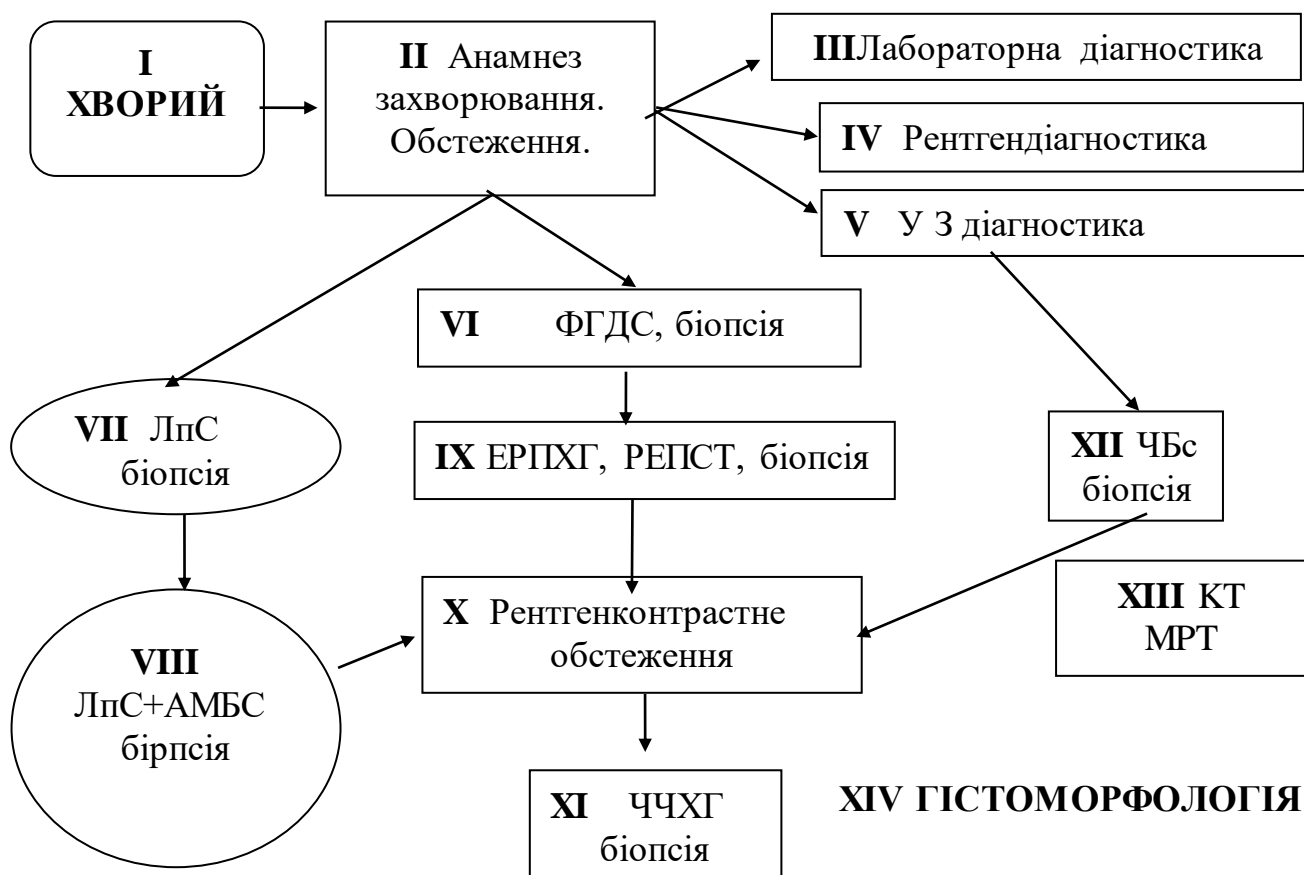 I
ХВОРИЙ
II Анамнез
захворювання.
Обстеження.
IIIЛабораторна діагностика
IV Рентгендіагностика
V У З діагностика
VI ФГДС, біопсія
VII ЛпС
біопсія
IX ЕРПХГ, РЕПСТ, біопсія
XII ЧБс
біопсія
VIII
ЛпС+АМБС
бірпсія
X Рентгенконтрастне
обстеження
XIII КТ
МРТ
XI ЧЧХГ
біопсія
XIV ГІСТОМОРФОЛОГІЯ